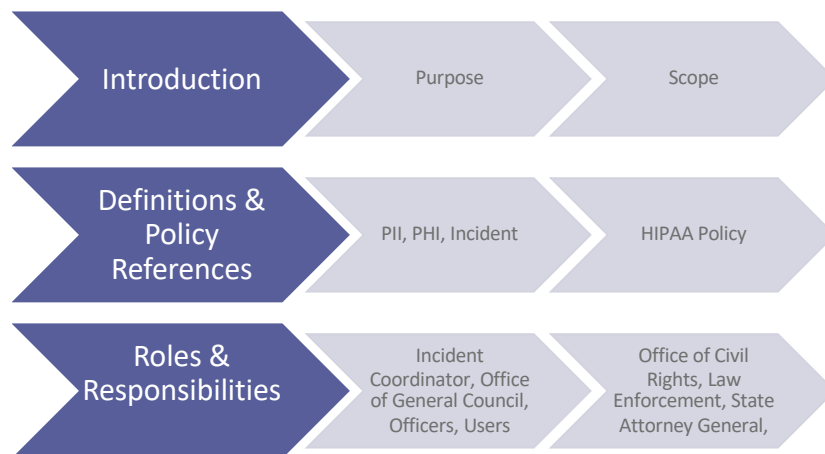 Introduction
Purpose
Scope
Definitions &
Policy
References
PII, PHI, Incident
HIPAA Policy
Roles &
Responsibilities
Incident
Coordinator, Office
of General Council,
Officers, Users
Office of Civil
Rights, Law
Enforcement, State
Attorney General,